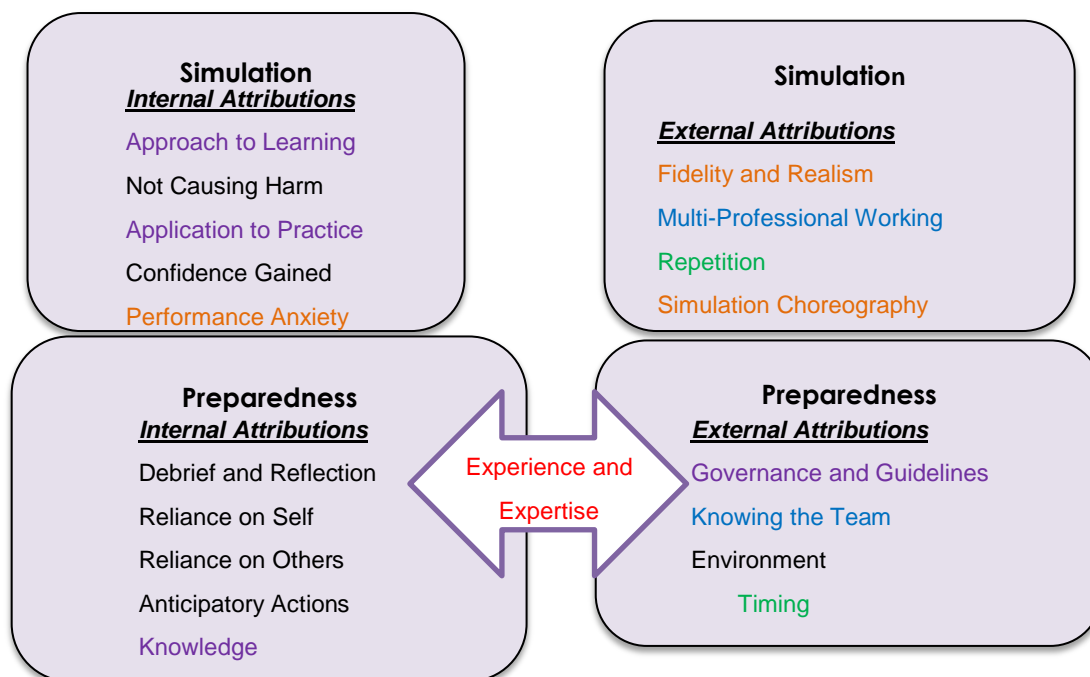 Simulation
Internal Attributions
Approach to Learning
Not Causing Harm
Application to Practice
Confidence Gained
Performance Anxiety
Simulation
External Attributions
Fidelity and Realism
Multi-Professional Working
Repetition
Simulation Choreography
Preparedness
Internal Attributions
Debrief and Reflection
Reliance on Self
Reliance on Others
Anticipatory Actions
Knowledge
Experience and
Expertise
Preparedness
External Attributions
Governance and Guidelines
Knowing the Team
Environment
Timing